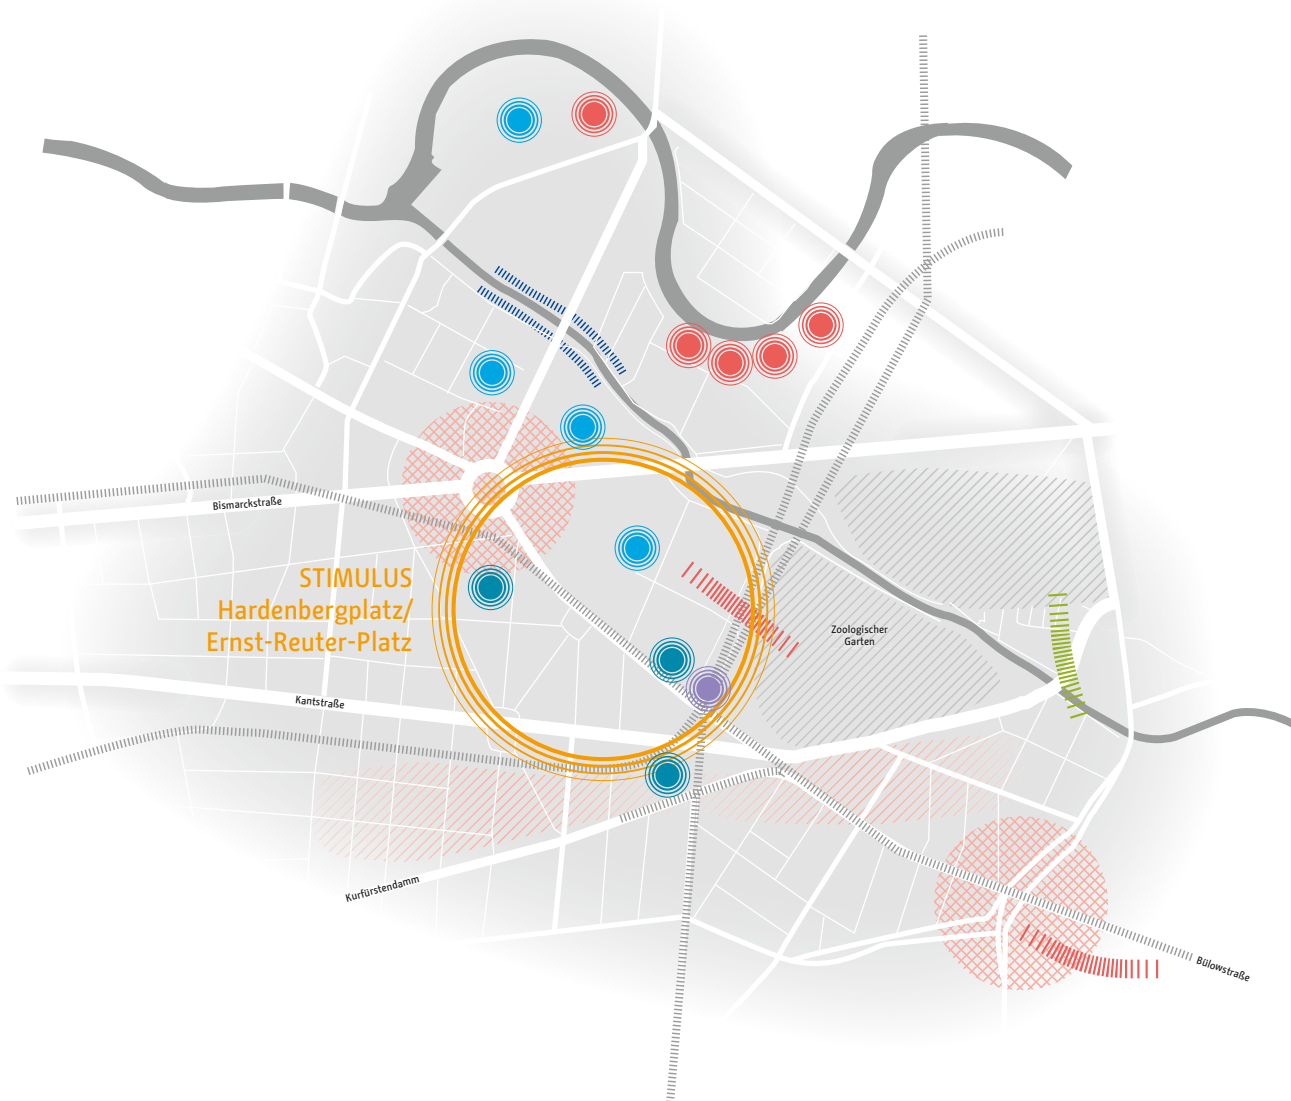 Bismarckstraße
STIMULUS
Hardenbergplatz/
Ernst-Reuter-Platz
Zoologischer
Garten
Kantstraße
Kurfürstendamm
Bülowstraße